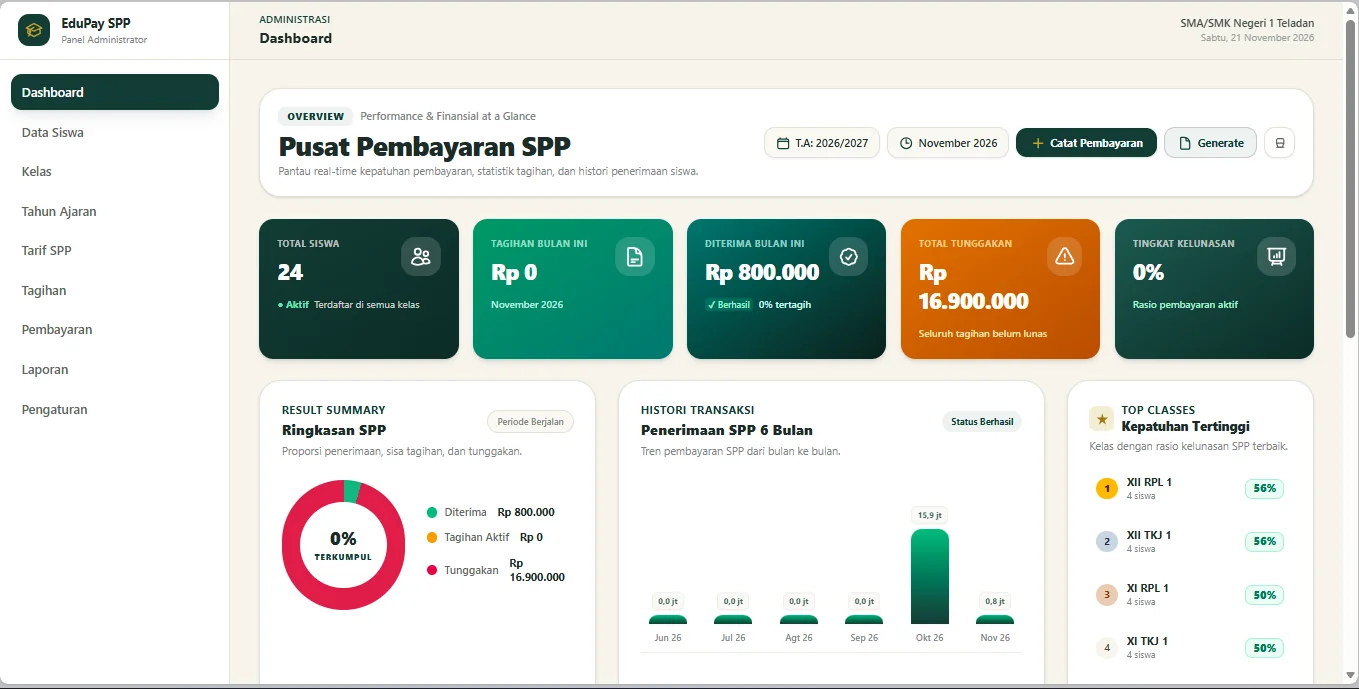 EduPay SPP
Panel Administrator
Dashboard
Data Siswa
Kelas
Tahun Ajaran
Tarif SPP
Tagihan
Pembayaran
Laporan
Pengaturan
ADMINISTRASI
Dashboard
SMA/SMK Negeri 1 Teladan
Sabtu, 21 November 2026
OVERVIEW Performance & Finansial at a Glance
Pusat Pembayaran SPP
Pantau real-time kepatuhan pembayaran, statistik tagihan, dan histori penerimaan siswa.
T.A: 2026/2027
November 2026
+ Catat Pembayaran
Generate
TOTAL SISWA
24
• Aktif Terdaftar di semua kelas
TAGIHAN BULAN INI
Rp 0
November 2026
DITERIMA BULAN INI
Rp 800.000
✓ Berhasil 0% tertagih
TOTAL TUNGGAKAN
Rp
16.900.000
Seluruh tagihan belum lunas
TINGKAT KELUNASAN
0%
Rasio pembayaran aktif
RESULT SUMMARY
Ringkasan SPP
Periode Berjalan
Proporsi penerimaan, sisa tagihan, dan tunggakan.
0%
TERKUMPUL
Diterima Rp 800.000
Tagihan Aktif Rp 0
Tunggakan Rp
16.900.000
HISTORI TRANSAKSI
Penerimaan SPP 6 Bulan
Status Berhasil
Tren pembayaran SPP dari bulan ke bulan.
15,9 jt
0,0 jt 0,0 jt 0,0 jt 0,0 jt 0,8 jt
Jun 26 Jul 26 Agt 26 Sep 26 Okt 26 Nov 26
TOP CLASSES
Kepatuhan Tertinggi
Kelas dengan rasio kelunasan SPP terbaik.
1 XII RPL 1 56%
4 siswa
2 XII TKJ 1 56%
4 siswa
3 XI RPL 1 50%
4 siswa
4 XI TKJ 1 50%
4 siswa